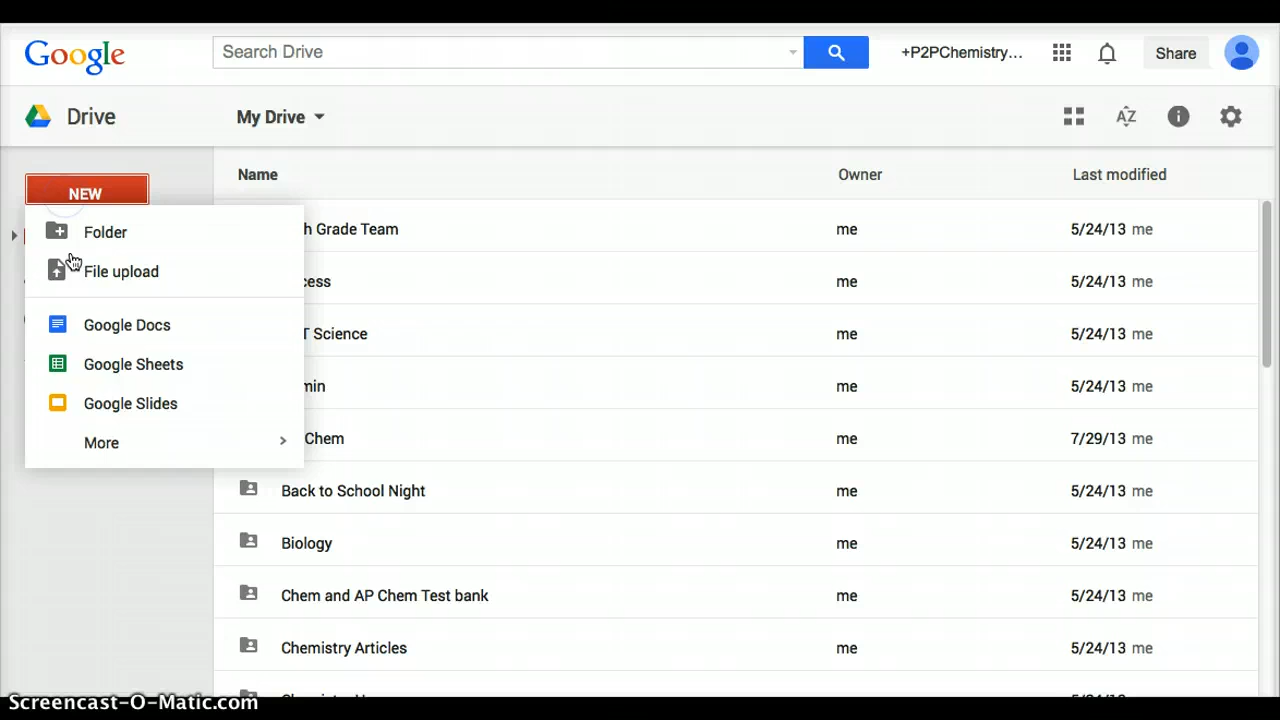 Google
Search Drive
+P2PChemistry...
Share
Drive
My Drive
NEW
Name
Owner
Last modified
Folder
File upload
Google Docs
Google Sheets
Google Slides
More
h Grade Team me 5/24/13 me
cess me 5/24/13 me
T Science me 5/24/13 me
min me 5/24/13 me
Chem me 7/29/13 me
Back to School Night me 5/24/13 me
Biology me 5/24/13 me
Chem and AP Chem Test bank me 5/24/13 me
Chemistry Articles me 5/24/13 me
Screencast-O-Matic.com